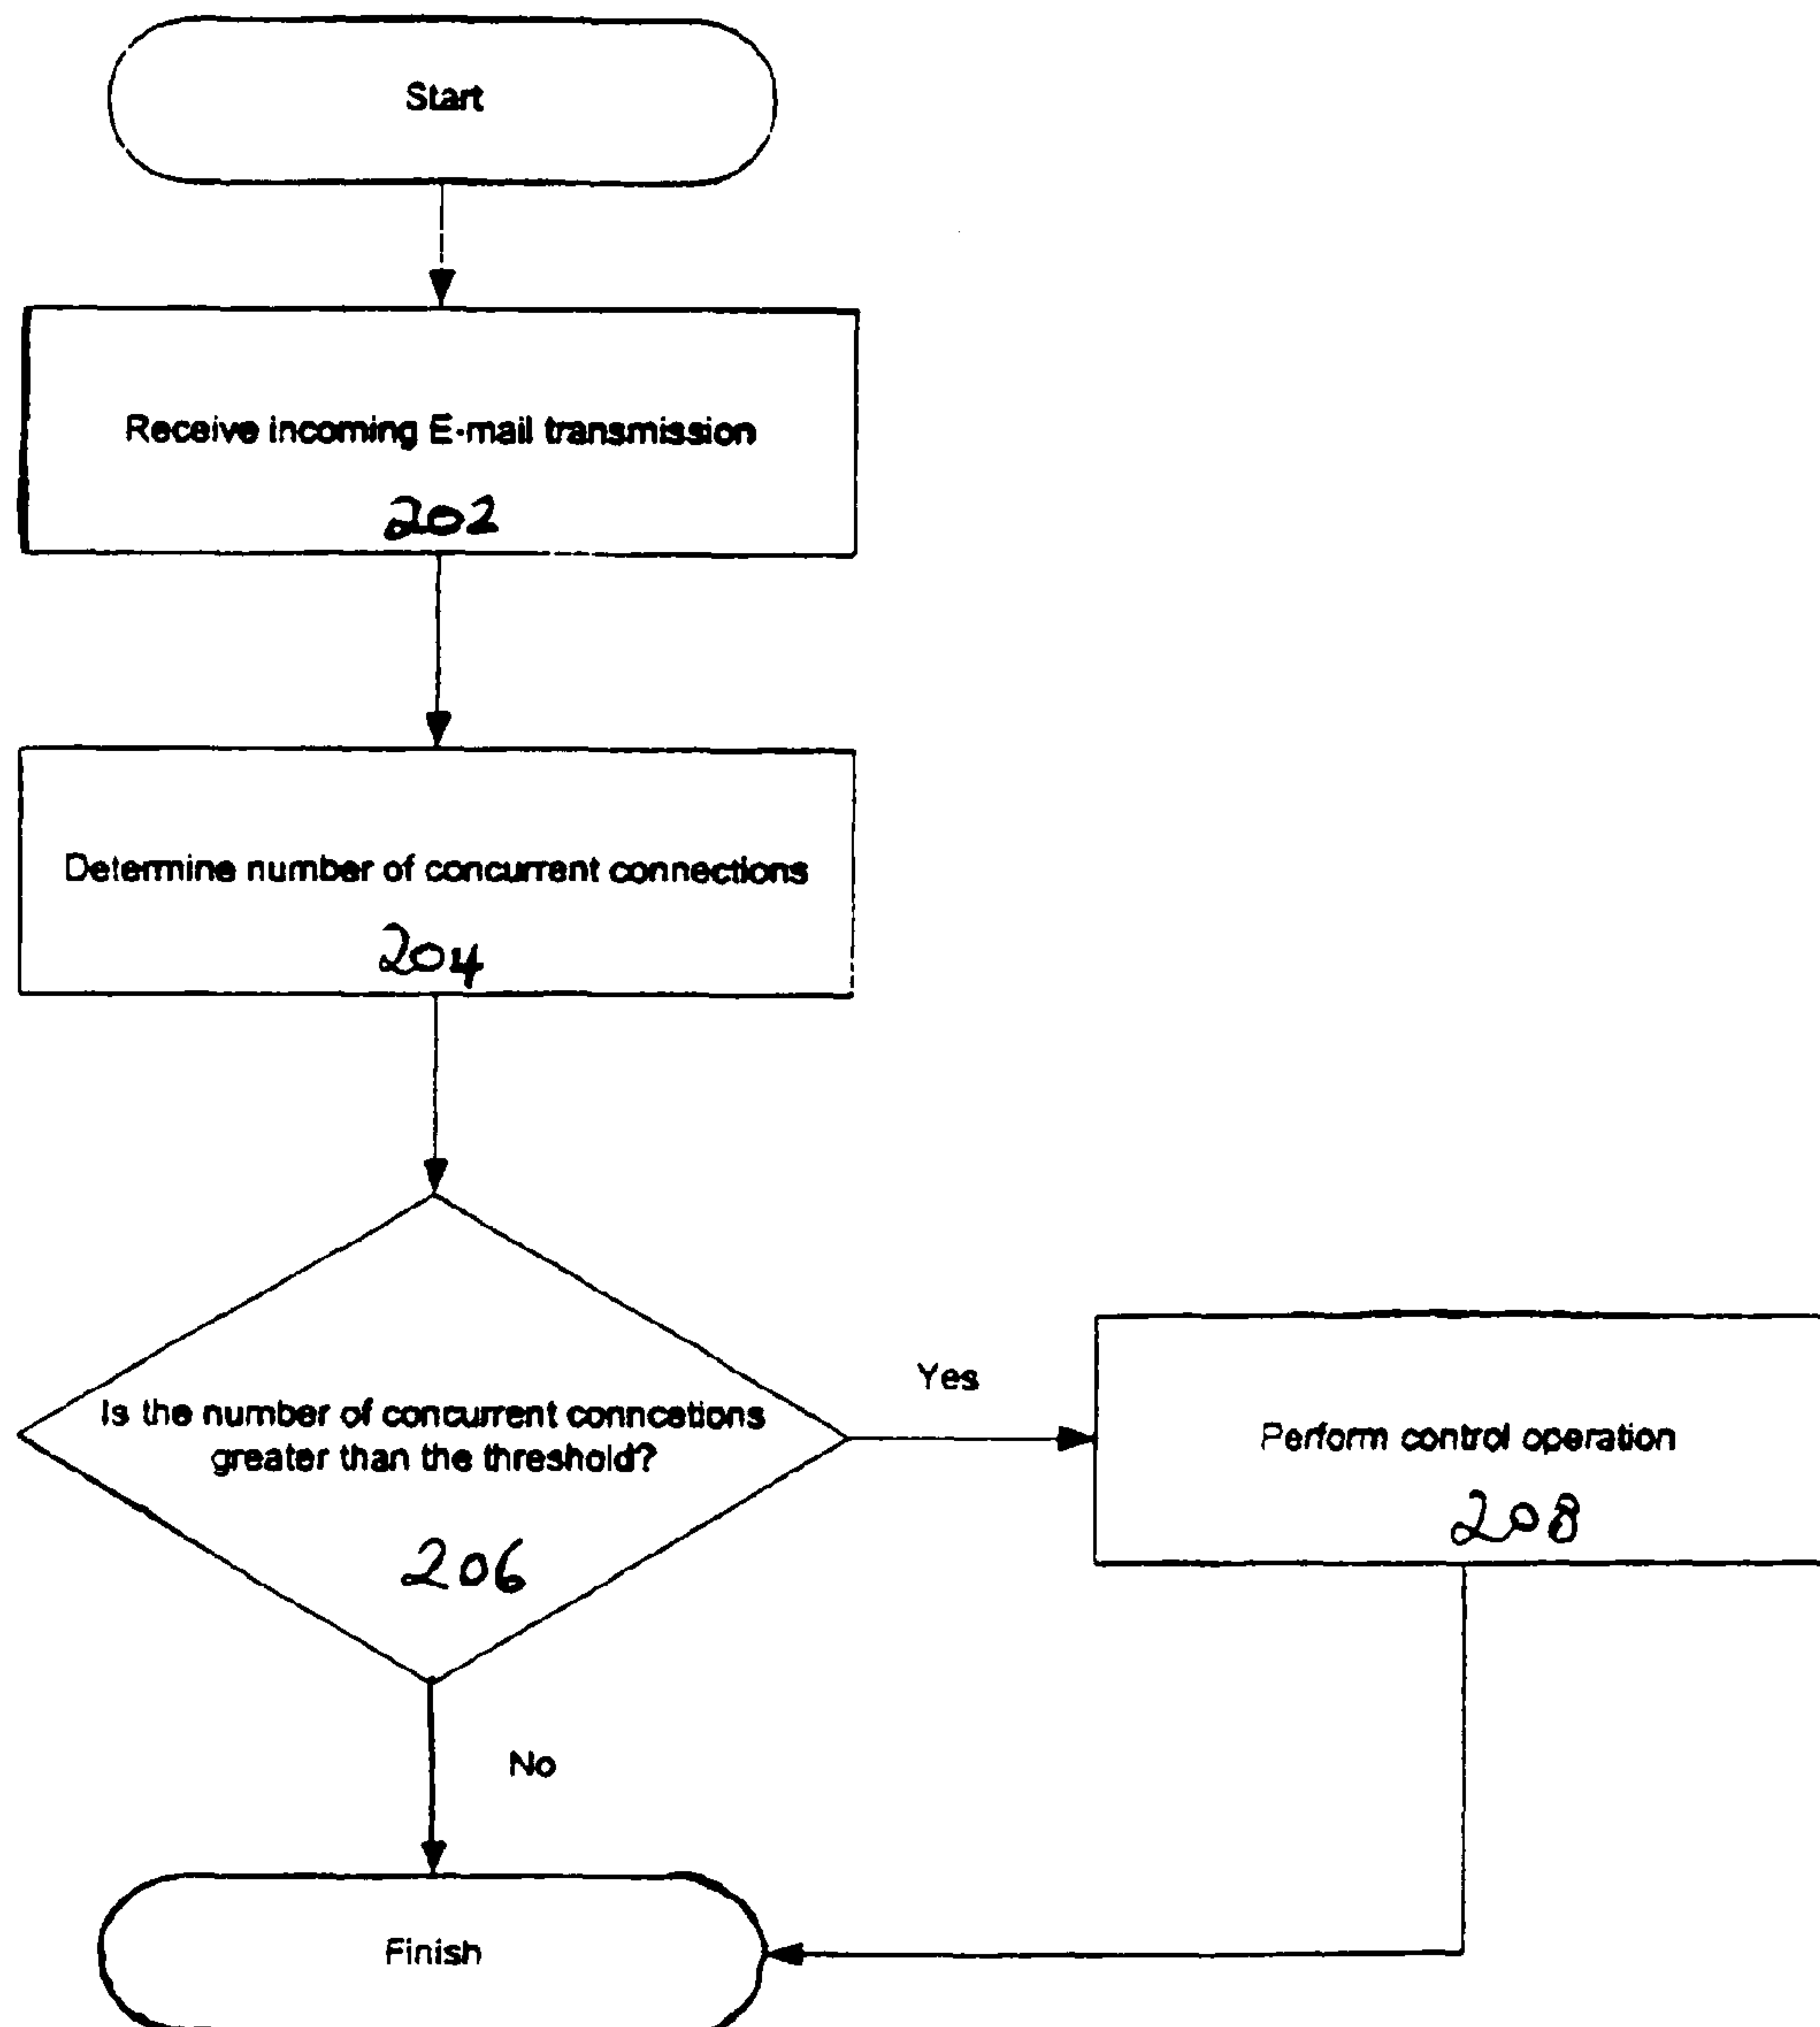 Start
Receive incoming E-mail transmission
202
Determine number of concurrent connections
204
Is the number of concurrent conncetions
greater than the threshold?
206
Yes
Perform control operation
208
No
Finish